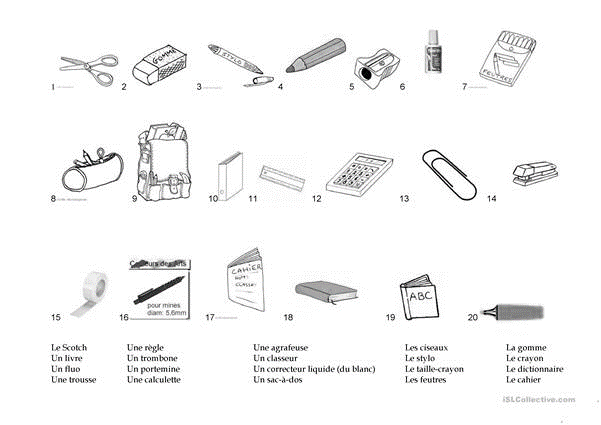 GOMME
STYLO
FEUTRES
1
2
3
4
5
6
7
8
9
10
11
12
13
14
des Arts
pour mines
diam: 5.6mm
CAHIER
CLASSE
ABC
15
16
17
18
19
20
Le Scotch Une règle Une agrafeuse Les ciseaux La gomme
Un livre Un trombone Un classeur Le stylo Le crayon
Un fluo Un portemine Un correcteur liquide (du blanc) Le taille-crayon Le dictionnaire
Une trousse Une calculette Un sac-à-dos Les feutres Le cahier
iSLCollective.com